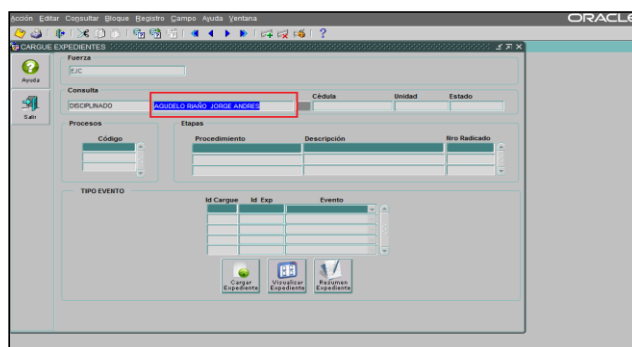 Acción Editar Consultar Bloque Registro Campo Ayuda Ventana
ORACLE
?
CARGUE EXPEDIENTES
Ayuda
Salir
Fuerza
EJC
Consulta
Cédula Unidad Estado
DISCIPLINADO AGUDELO RIAÑO JORGE ANDRES
Procesos Etapas
Código Procedimiento Descripción Nro Radicado
TIPO EVENTO
Id Cargue Id Exp Evento
Cargar Visualizar Resumen
Expediente Expediente Expediente